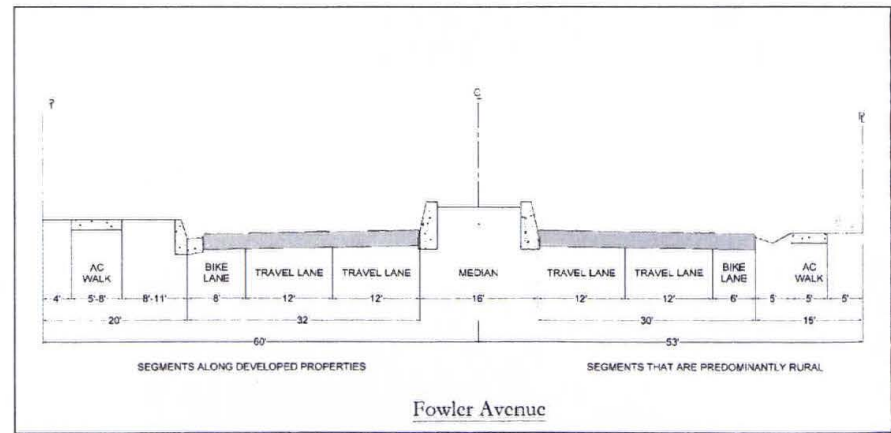 ℄
AC
WALK
BIKE
LANE
TRAVEL LANE
TRAVEL LANE
MEDIAN
TRAVEL LANE
TRAVEL LANE
BIKE
LANE
AC
WALK
4' 5'-8' 8'-11' 8' 12' 12' 16' 12' 12' 6' 5' 5' 5'
20' 32 30' 15'
60' 53'
SEGMENTS ALONG DEVELOPED PROPERTIES
SEGMENTS THAT ARE PREDOMINANTLY RURAL
Fowler Avenue